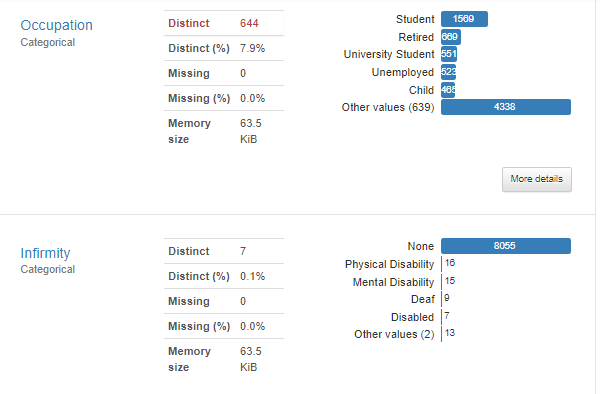 Occupation
Categorical
Distinct 644
Distinct (%) 7.9%
Missing 0
Missing (%) 0.0%
Memory size 63.5 KiB
Student 1569
Retired 669
University Student 551
Unemployed 523
Child 465
Other values (639) 4338
More details
Infirmity
Categorical
Distinct 7
Distinct (%) 0.1%
Missing 0
Missing (%) 0.0%
Memory size 63.5 KiB
None 8055
Physical Disability 16
Mental Disability 15
Deaf 9
Disabled 7
Other values (2) 13